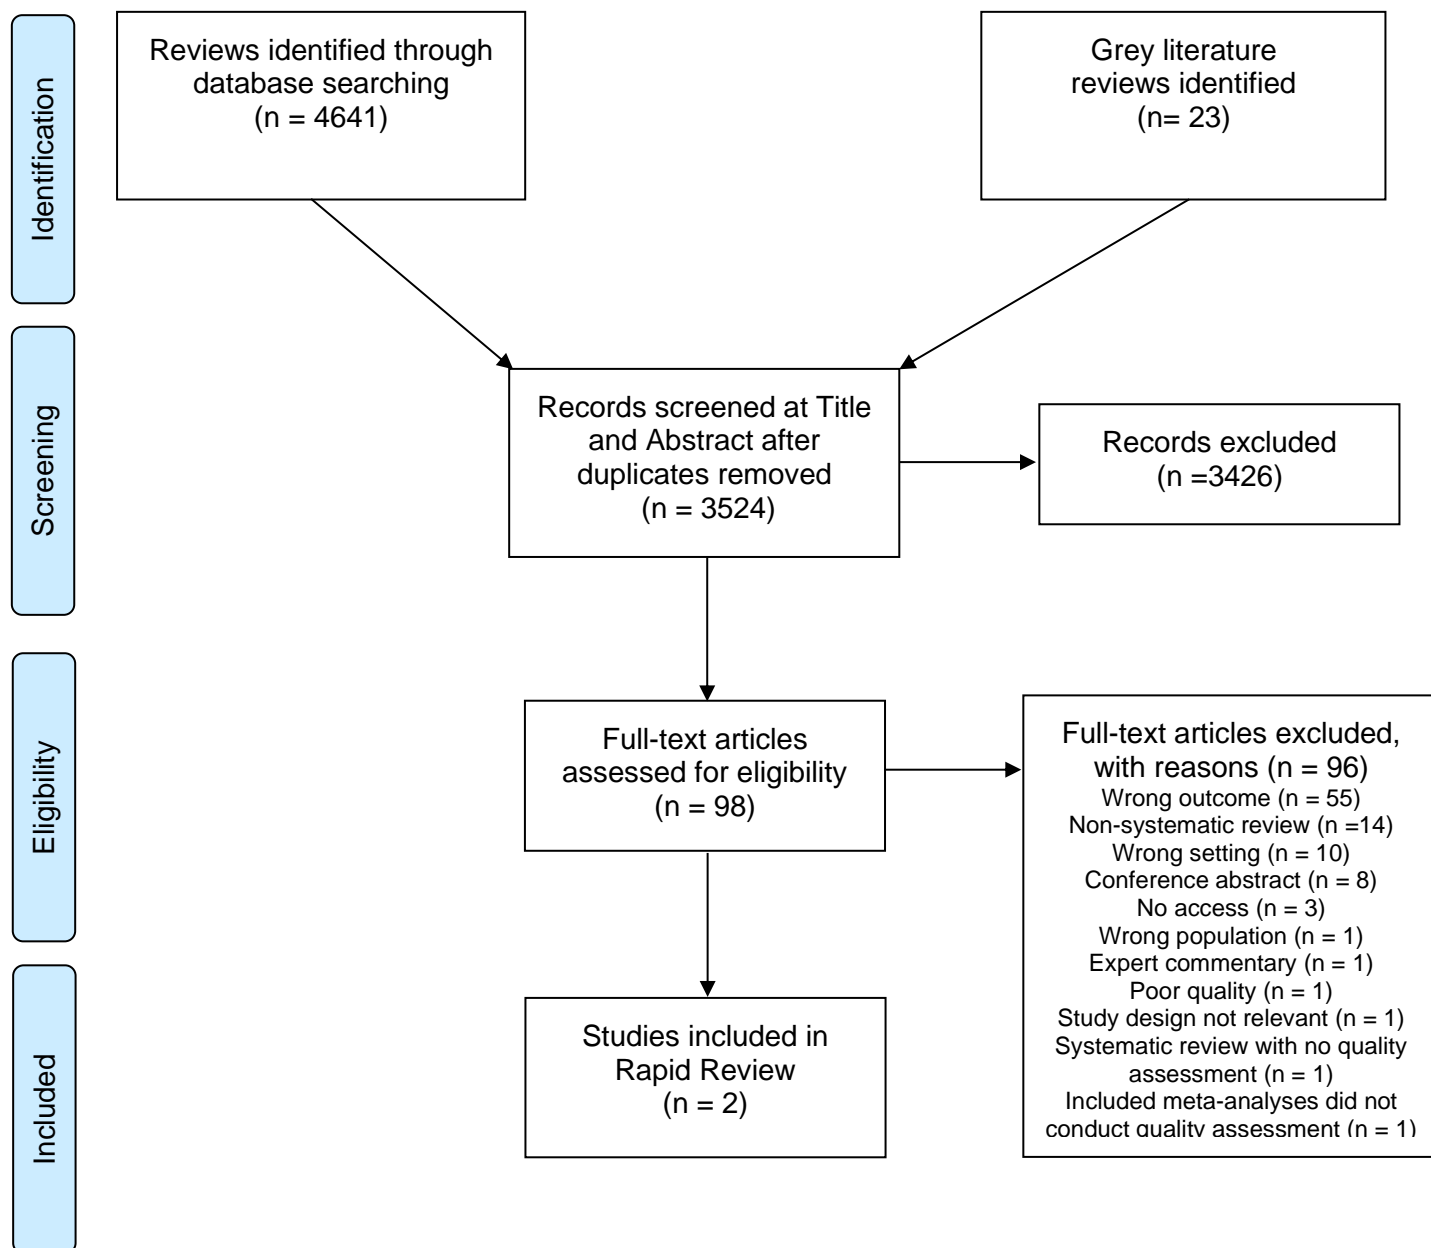 Identification
Reviews identified through
database searching
(n = 4641)
Grey literature
reviews identified
(n= 23)
Screening
Records screened at Title
and Abstract after
duplicates removed
(n = 3524)
Records excluded
(n =3426)
Eligibility
Full-text articles
assessed for eligibility
(n = 98)
Full-text articles excluded,
with reasons (n = 96)
Wrong outcome (n = 55)
Non-systematic review (n =14)
Wrong setting (n = 10)
Conference abstract (n = 8)
No access (n = 3)
Wrong population (n = 1)
Expert commentary (n = 1)
Poor quality (n = 1)
Study design not relevant (n = 1)
Systematic review with no quality
assessment (n = 1)
Included meta-analyses did not
conduct quality assessment (n = 1)
Included
Studies included in
Rapid Review
(n = 2)